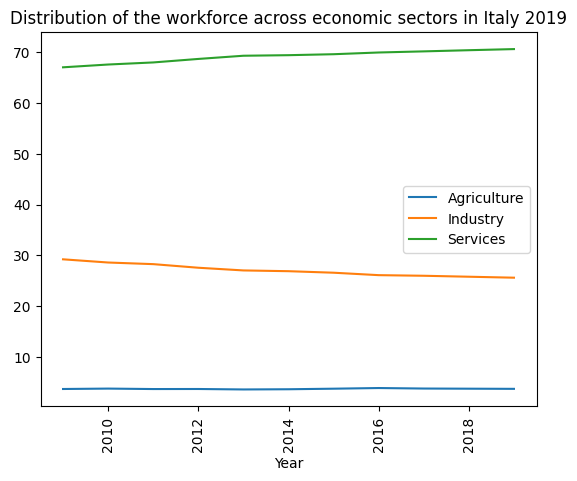 Distribution of the workforce across economic sectors in Italy 2019
70
60
50
40
30
20
10
Agriculture
Industry
Services
2010
2012
2014
2016
2018
Year